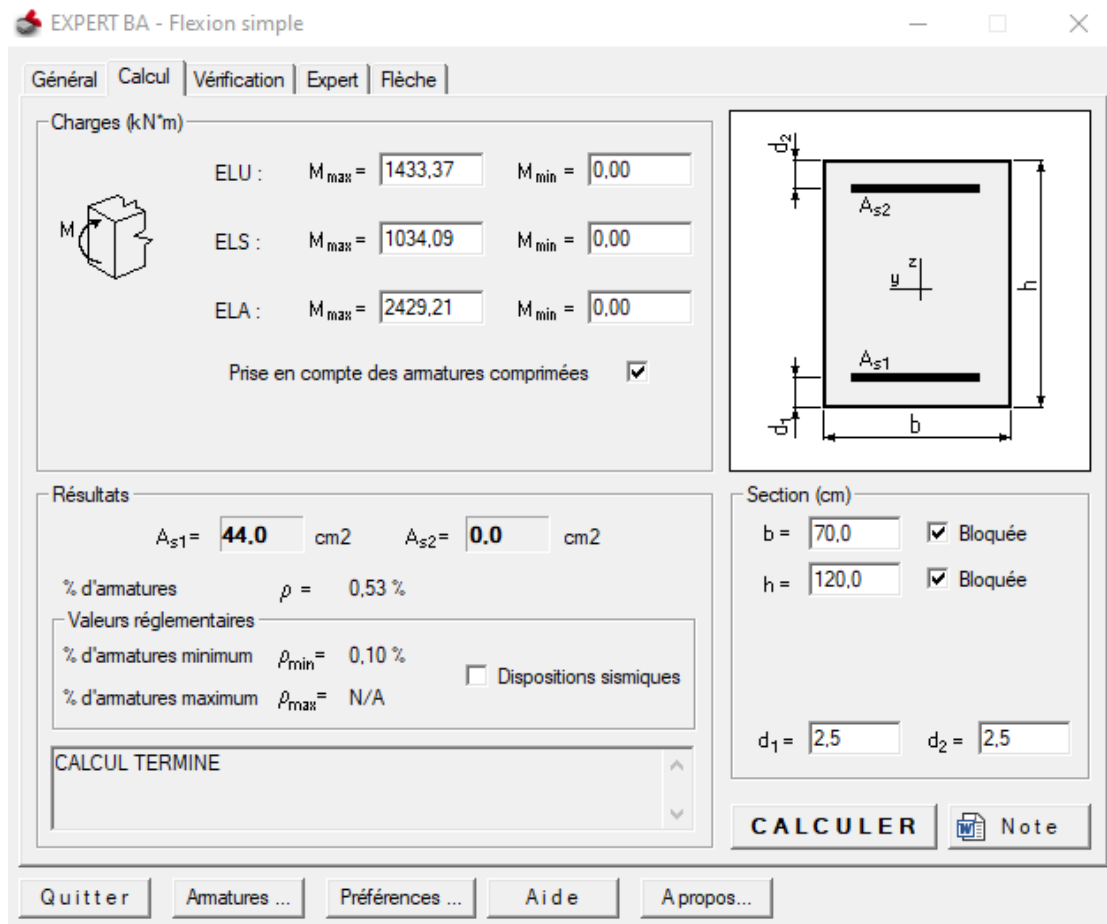 EXPERT BA - Flexion simple
Général Calcul Vérification Expert Flèche
Charges (kN*m)
ELU : M max = 1433,37 M min = 0,00
M
ELS : M max = 1034,09 M min = 0,00
ELA : M max = 2429,21 M min = 0,00
Prise en compte des armatures comprimées
d2
As2
z
y
h
As1
d1
b
Résultats
As1= 44.0 cm2 As2= 0.0 cm2
% d'armatures ρ = 0,53 %
Valeurs réglementaires
% d'armatures minimum ρmin= 0,10 %
Dispositions sismiques
% d'armatures maximum ρmax= N/A
CALCUL TERMINE
Section (cm)
b = 70,0 Bloquée
h = 120,0 Bloquée
d1 = 2,5 d2 = 2,5
CALCULER Note
Quitter Armatures ... Préférences ... Aide A propos...